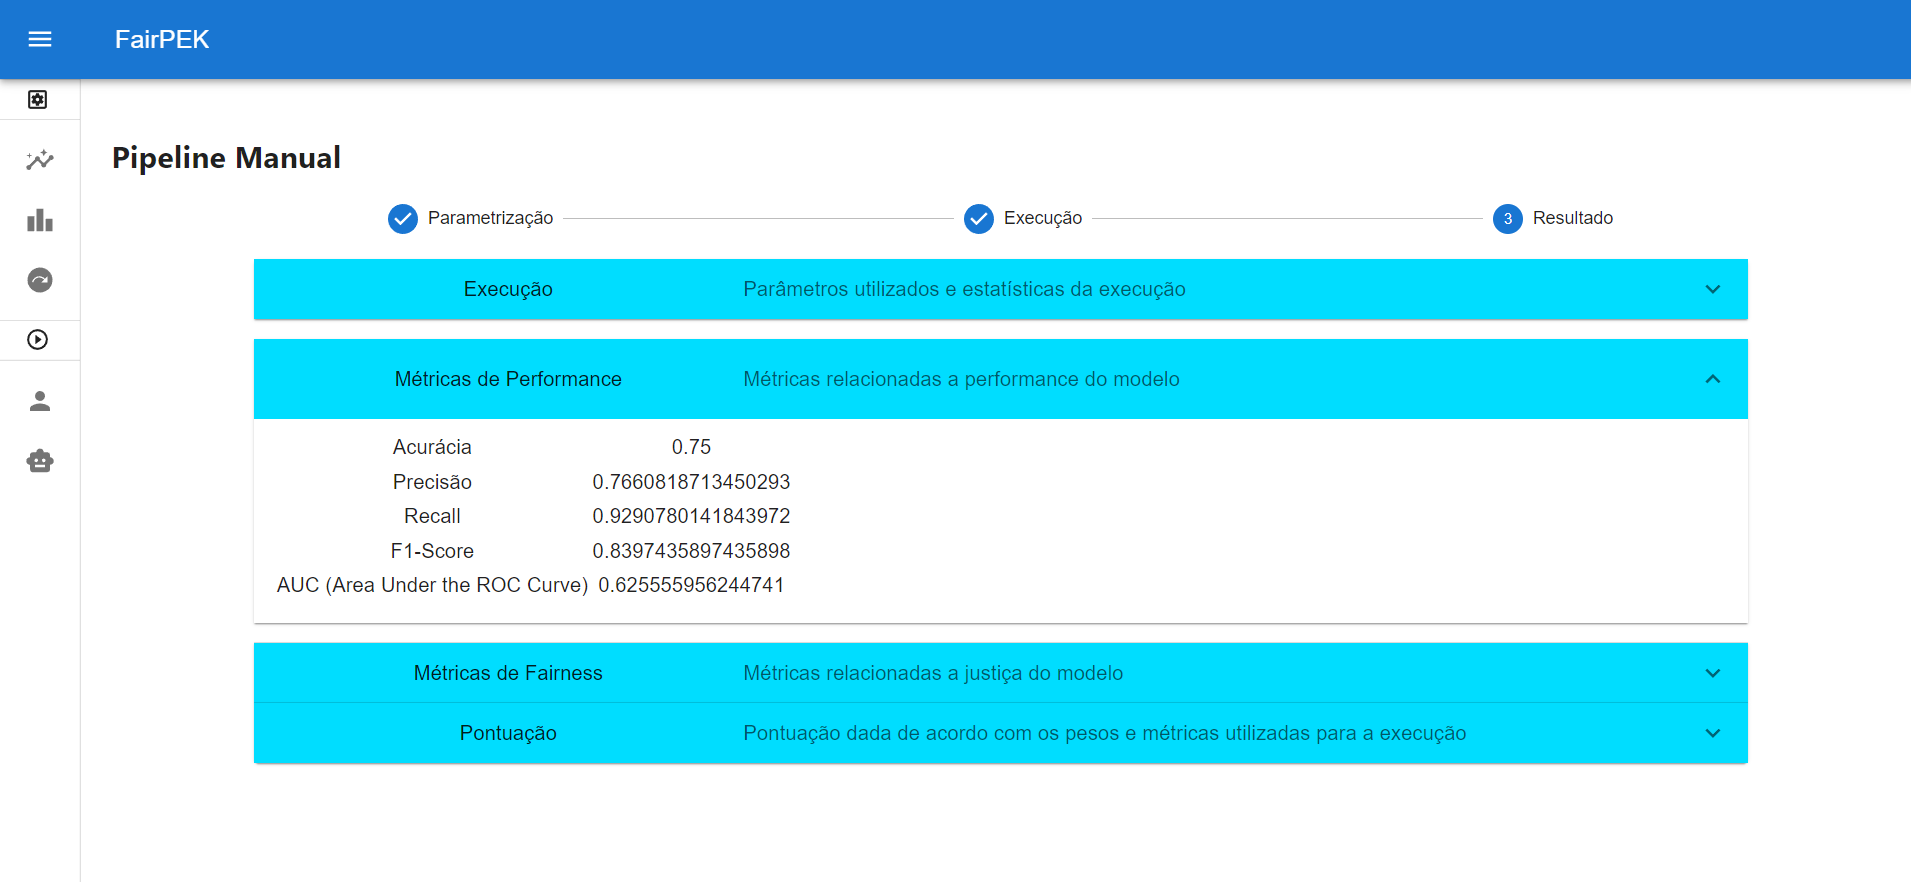 FairPEK
Pipeline Manual
Parametrização
Execução
3 Resultado
Execução Parâmetros utilizados e estatísticas da execução
Métricas de Performance Métricas relacionadas a performance do modelo
Acurácia 0.75
Precisão 0.7660818713450293
Recall 0.9290780141843972
F1-Score 0.8397435897435898
AUC (Area Under the ROC Curve) 0.625555956244741
Métricas de Fairness Métricas relacionadas a justiça do modelo
Pontuação Pontuação dada de acordo com os pesos e métricas utilizadas para a execução